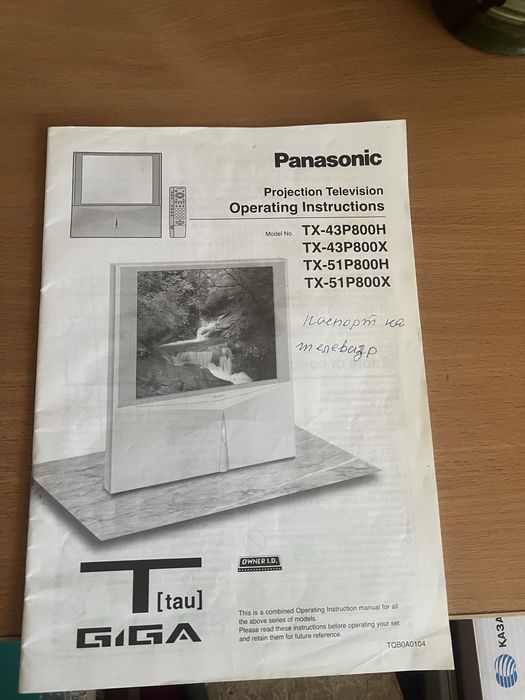 Panasonic
Projection Television
Operating Instructions
Model No. TX-43P800H
TX-43P800X
TX-51P800H
TX-51P800X
паспорт на
телевизр
OWNER I.D.
T [tau]
GIGA
This is a combined Operating Instruction manual for all
the above series of models.
Please read these instructions before operating your set
and retain them for future reference.
TQB0A0104
ҚАЗА